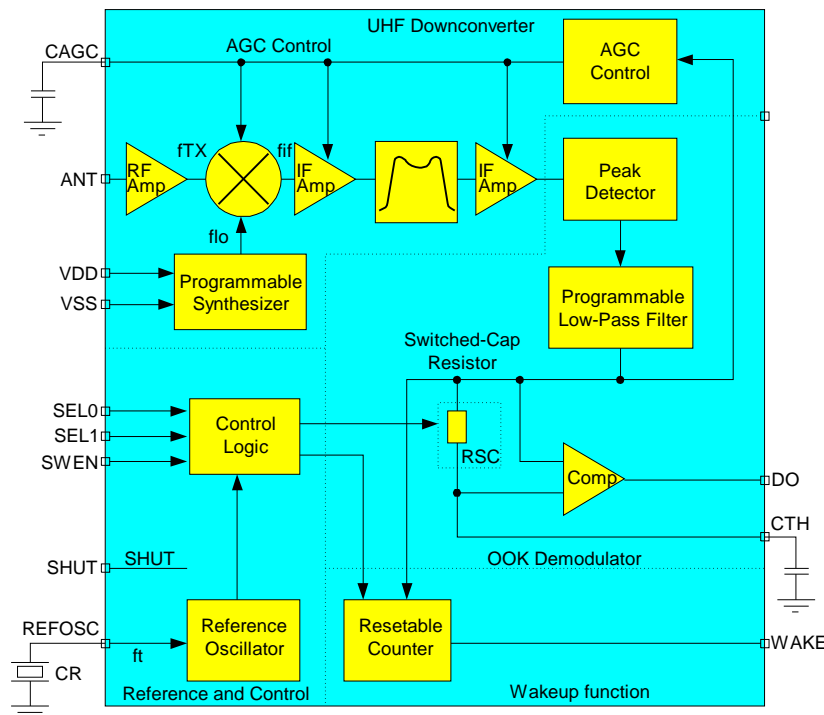 UHF Downconverter
CAGC
AGC Control
AGC
Control
ANT
RF
Amp
fTX
fif
IF
Amp
IF
Amp
Peak
Detector
flo
VDD
VSS
Programmable
Synthesizer
Programmable
Low-Pass Filter
Switched-Cap
Resistor
SEL0
SEL1
SWEN
Control
Logic
RSC
Comp
DO
CTH
SHUT
SHUT
OOK Demodulator
REFOSC
ft
CR
Reference
Oscillator
Resetable
Counter
WAKE
Reference and Control
Wakeup function